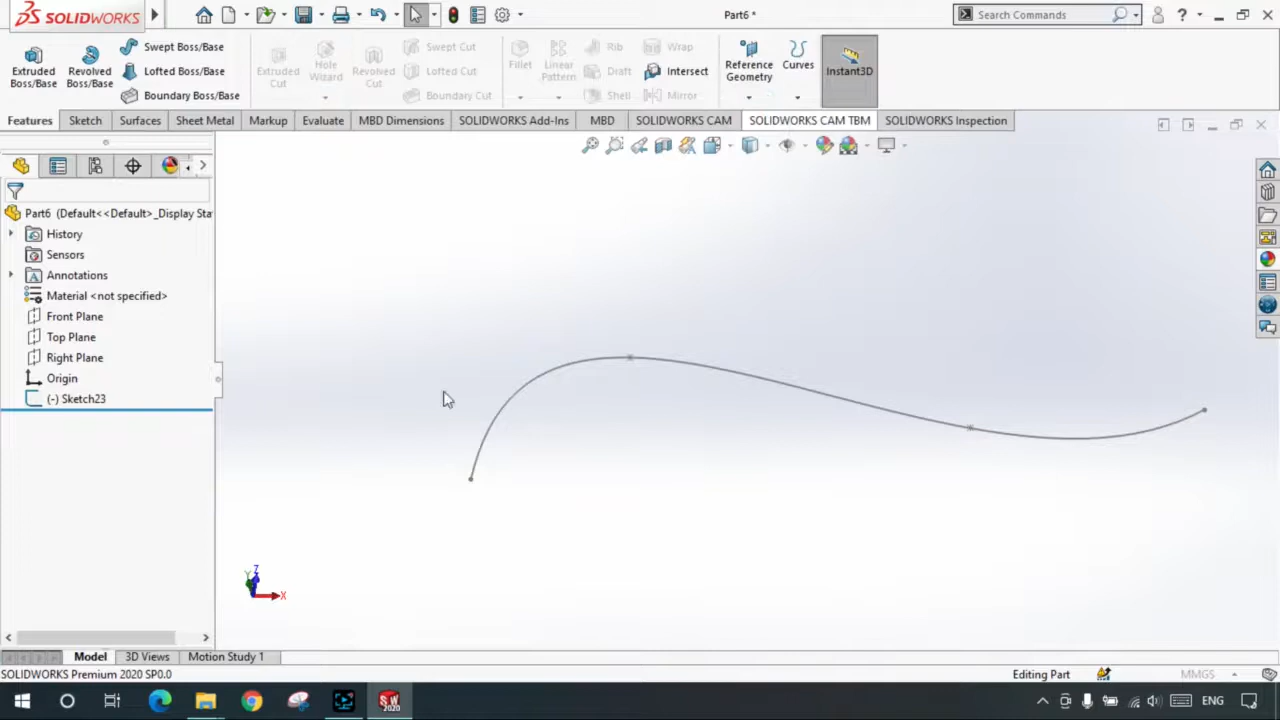 SOLIDWORKS
Part6 *
Search Commands
Extruded Boss/Base
Revolved Boss/Base
Swept Boss/Base
Lofted Boss/Base
Boundary Boss/Base
Extruded Cut
Hole Wizard
Revolved Cut
Swept Cut
Lofted Cut
Boundary Cut
Fillet
Linear Pattern
Rib
Draft
Shell
Wrap
Intersect
Mirror
Reference Geometry
Curves
Instant3D
Features Sketch Surfaces Sheet Metal Markup Evaluate MBD Dimensions SOLIDWORKS Add-Ins MBD SOLIDWORKS CAM SOLIDWORKS CAM TBM SOLIDWORKS Inspection
Part6 (Default<<Default>_Display Sta
History
Sensors
Annotations
Material <not specified>
Front Plane
Top Plane
Right Plane
Origin
(-) Sketch23
Z
Y
X
Model 3D Views Motion Study 1
SOLIDWORKS Premium 2020 SP0.0
Editing Part
MMGS
SW 2020
ENG